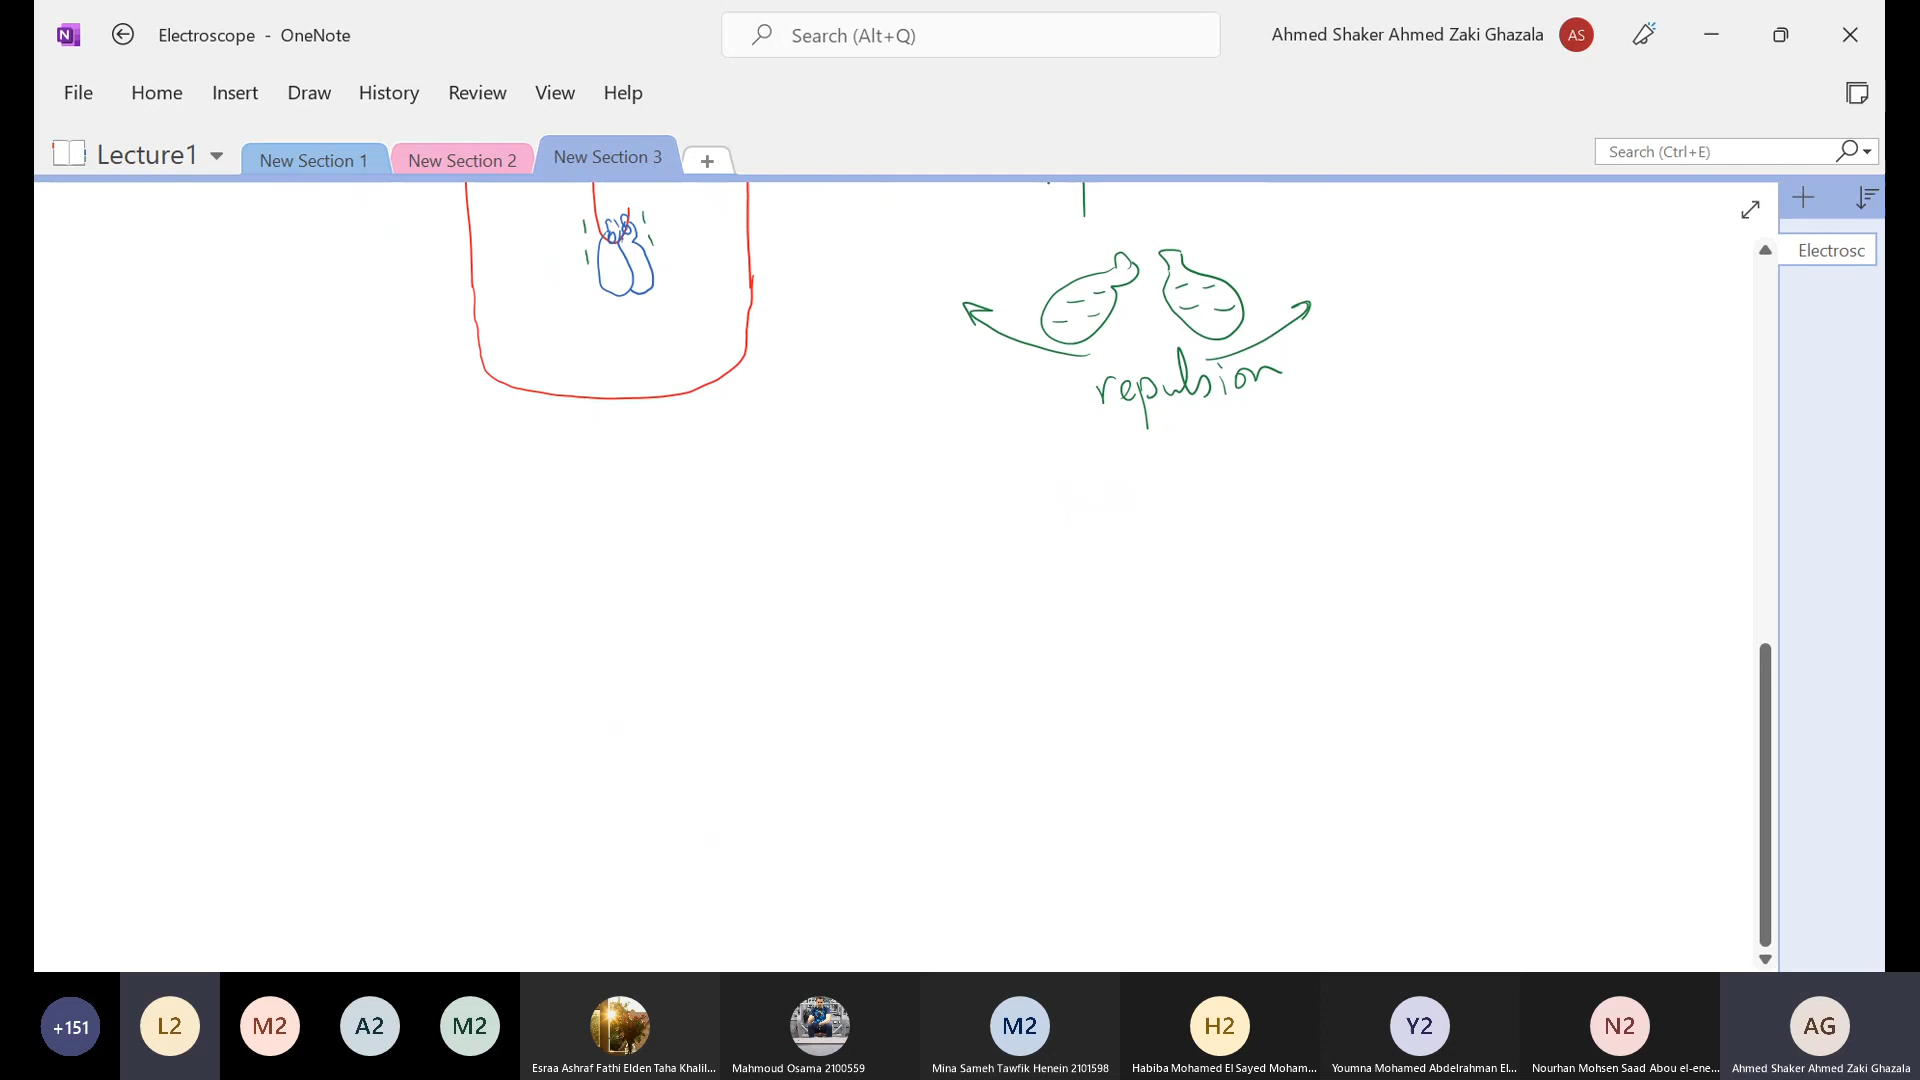 Electroscope - OneNote
Search (Alt+Q)
Ahmed Shaker Ahmed Zaki Ghazala
AS
File Home Insert Draw History Review View Help
Lecture1
New Section 1
New Section 2
New Section 3
+
Search (Ctrl+E)
Electrosc
repulsion
+151
L2
M2
A2
M2
M2
H2
Y2
N2
AG
Esraa Ashraf Fathi Elden Taha Khalil...
Mahmoud Osama 2100559
Mina Sameh Tawfik Henein 2101598
Habiba Mohamed El Sayed Moham...
Youmna Mohamed Abdelrahman El...
Nourhan Mohsen Saad Abou el-ene...
Ahmed Shaker Ahmed Zaki Ghazala